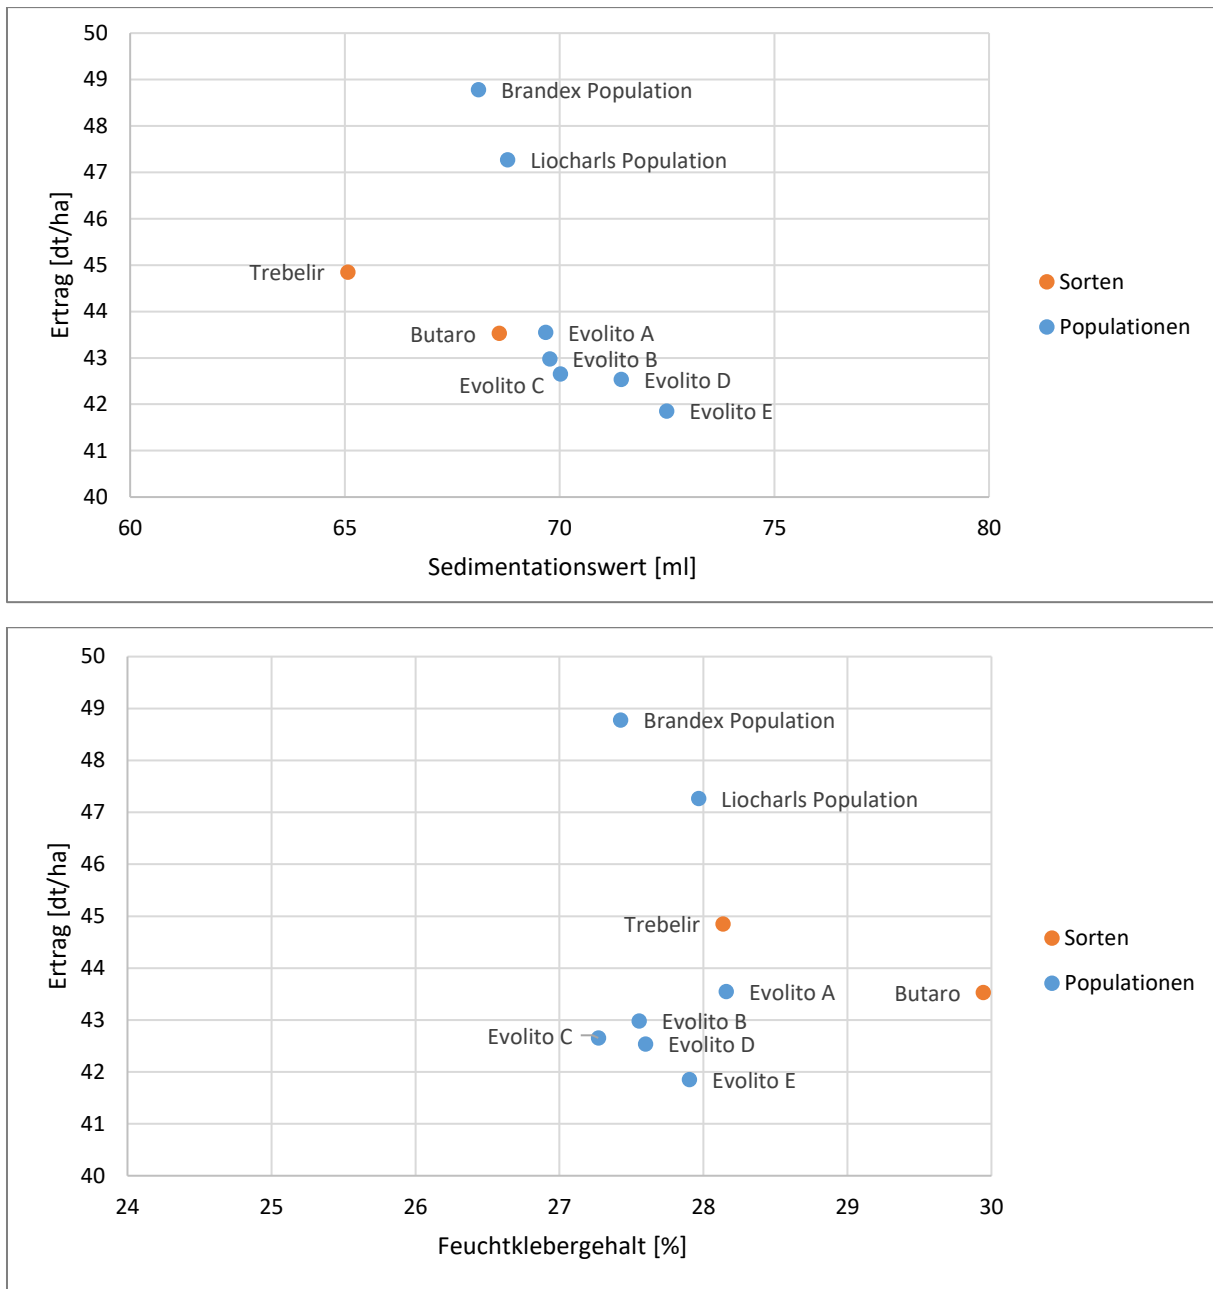 50
49
48
47
46
45
44
43
42
41
40
Ertrag [dt/ha]
Brandex Population
Liocharls Population
Trebelir
Butaro
Evolito A
Evolito B
Evolito C
Evolito D
Evolito E
Sorten
Populationen
60 65 70 75 80
Sedimentationswert [ml]
50
49
48
47
46
45
44
43
42
41
40
Ertrag [dt/ha]
Brandex Population
Liocharls Population
Trebelir
Evolito A
Butaro
Evolito B
Evolito C
Evolito D
Evolito E
Sorten
Populationen
24 25 26 27 28 29 30
Feuchtklebergehalt [%]